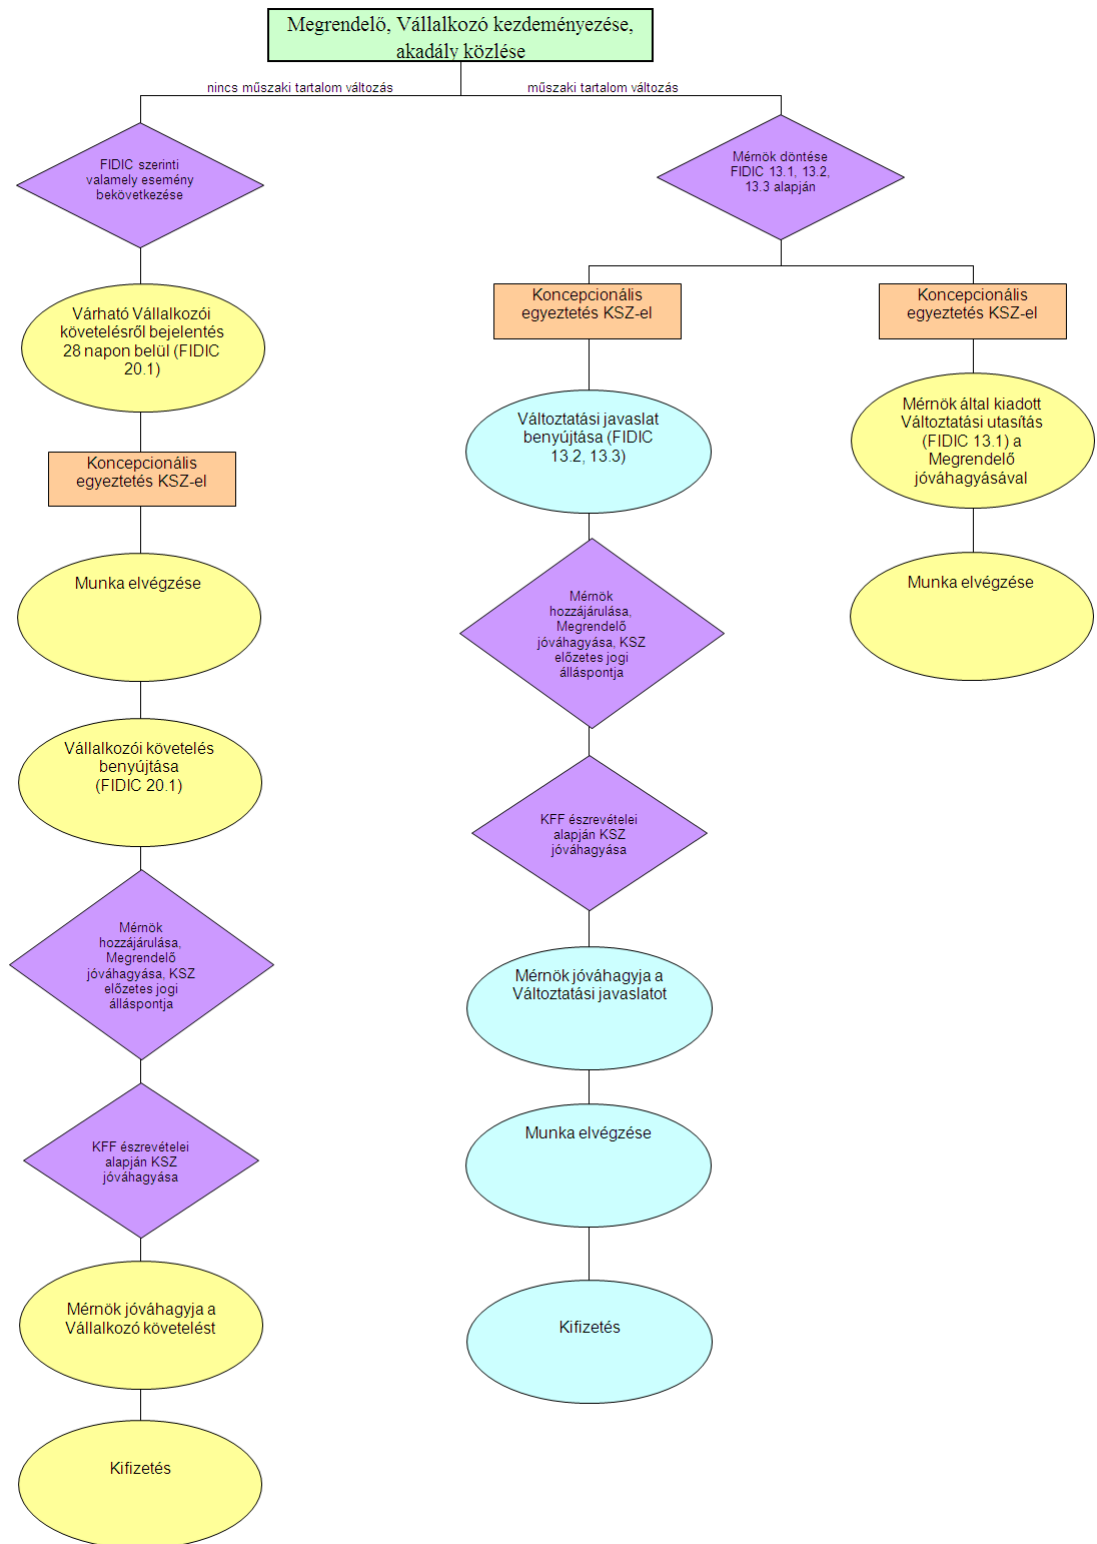 Megrendelő, Vállalkozó kezdeményezése,
akadály közlése
nincs műszaki tartalom változás
műszaki tartalom változás
FIDIC szerinti
valamely esemény
bekövetkezése
Várható Vállalkozói
követelésről bejelentés
28 napon belül (FIDIC
20.1)
Koncepcionális
egyeztetés KSZ-el
Munka elvégzése
Vállalkozói követelés
benyújtása
(FIDIC 20.1)
Mérnök
hozzájárulása,
Megrendelő
jóváhagyása, KSZ
előzetes jogi
álláspontja
KFF észrevételei
alapján KSZ
jóváhagyása
Mérnök jóváhagyja a
Vállalkozó követelést
Kifizetés
Mérnök döntése
FIDIC 13.1, 13.2,
13.3 alapján
Koncepcionális
egyeztetés KSZ-el
Változtatási javaslat
benyújtása (FIDIC
13.2, 13.3)
Mérnök
hozzájárulása,
Megrendelő
jóváhagyása, KSZ
előzetes jogi
álláspontja
KFF észrevételei
alapján KSZ
jóváhagyása
Mérnök jóváhagyja a
Változtatási javaslatot
Munka elvégzése
Kifizetés
Koncepcionális
egyeztetés KSZ-el
Mérnök által kiadott
Változtatási utasítás
(FIDIC 13.1) a
Megrendelő
jóváhagyásával
Munka elvégzése